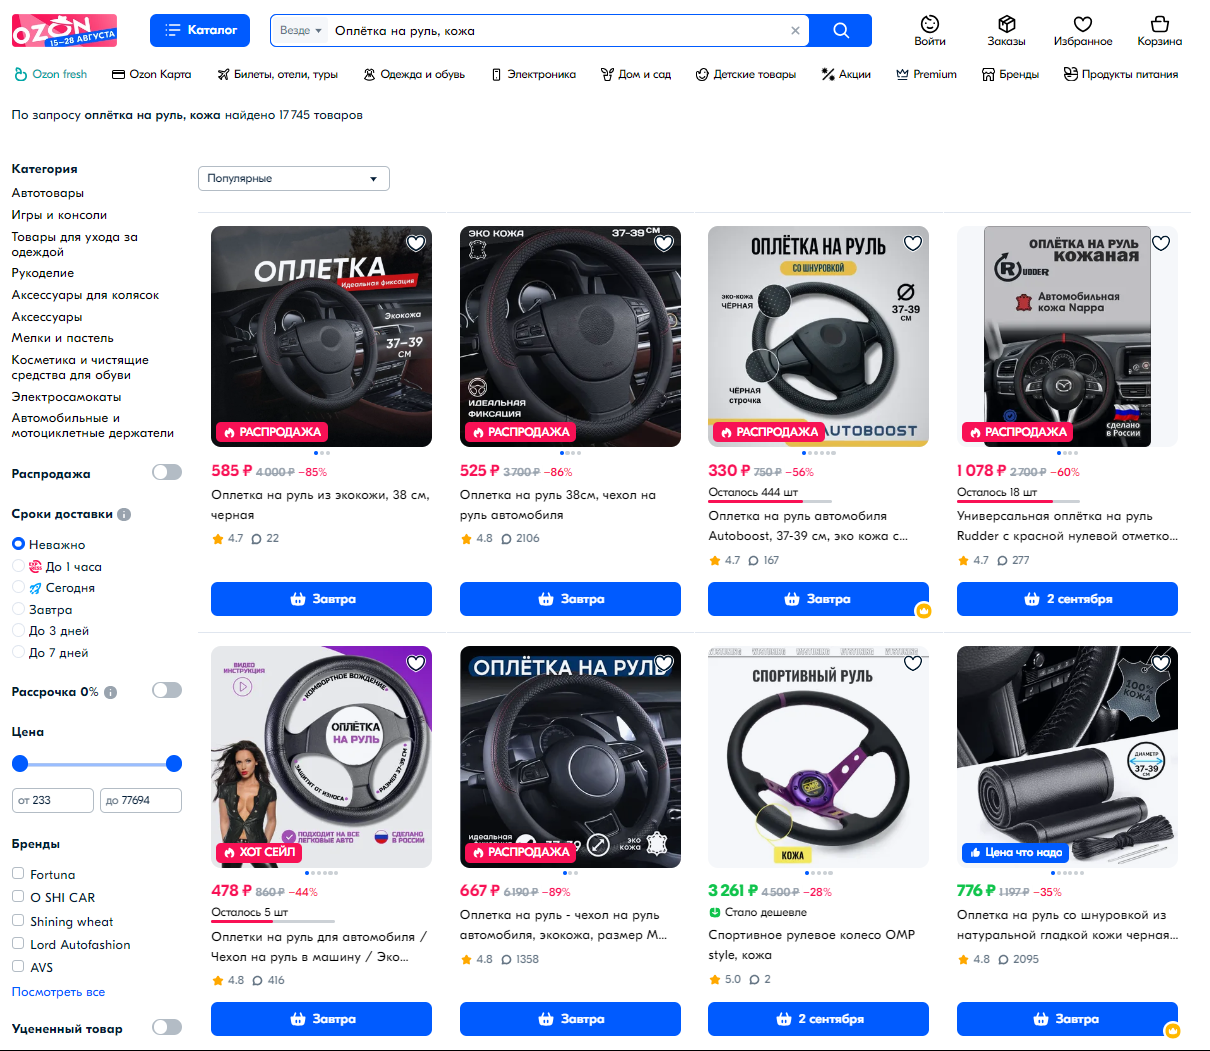 OZON
15–28 АВГУСТА
Каталог
Везде
Оплётка на руль, кожа
Войти
Заказы
Избранное
Корзина
Ozon fresh
Ozon Карта
Билеты, отели, туры
Одежда и обувь
Электроника
Дом и сад
Детские товары
Акции
Premium
Бренды
Продукты питания
По запросу оплётка на руль, кожа найдено 17 745 товаров
Категория
Автотовары
Игры и консоли
Товары для ухода за
одеждой
Рукоделие
Аксессуары для колясок
Аксессуары
Мелки и пастель
Косметика и чистящие
средства для обуви
Электросамокаты
Автомобильные и
мотоциклетные держатели
Распродажа
Сроки доставки
Неважно
До 1 часа
Сегодня
Завтра
До 3 дней
До 7 дней
Рассрочка 0%
Цена
от 233
до 77694
Бренды
Fortuna
O SHI CAR
Shining wheat
Lord Autofashion
AVS
Посмотреть все
Уцененный товар
Популярные
ОПЛЕТКА
Идеальная фиксация
Экокожа
37–39
СМ
РАСПРОДАЖА
585 ₽ 4 000 ₽ −85%
Оплетка на руль из экокожи, 38 см,
черная
4.7 22
Завтра
ЭКО КОЖА
37-39 СМ
ИДЕАЛЬНАЯ
ФИКСАЦИЯ
РАСПРОДАЖА
525 ₽ 3 700 ₽ −86%
Оплетка на руль 38см, чехол на
руль автомобиля
4.8 2106
Завтра
ОПЛЁТКА НА РУЛЬ
СО ШНУРОВКОЙ
ЭКО-КОЖА
ЧЁРНАЯ
37-39
СМ
ЧЁРНАЯ
строчка
AUTOBOOST
РАСПРОДАЖА
330 ₽ 750 ₽ −56%
Осталось 444 шт
Оплетка на руль автомобиля
Autoboost, 37-39 см, эко кожа с...
4.7 167
Завтра
ОПЛЁТКА НА РУЛЬ
кожаная
RUDDER
Автомобильная
кожа Nappa
сделано
в России
РАСПРОДАЖА
1 078 ₽ 2 700 ₽ −60%
Осталось 18 шт
Универсальная оплётка на руль
Rudder с красной нулевой отметко...
4.7 277
2 сентября
ВИДЕО
ИНСТРУКЦИЯ
КОМФОРТНОЕ ВОЖДЕНИЕ
ОПЛЁТКА
НА РУЛЬ
ЗАЩИТИТ ОТ ИЗНОСА
РАЗМЕР 37-38 СМ
ПОДХОДИТ НА ВСЕ
ЛЕГКОВЫЕ АВТО
СДЕЛАНО
В РОССИИ
ХОТ СЕЙЛ
478 ₽ 860 ₽ −44%
Осталось 5 шт
Оплетки на руль для автомобиля /
Чехол на руль в машину / Эко...
4.8 416
Завтра
ОПЛЁТКА НА РУЛЬ
идеальная
37-39
ЭКО
КОЖА
РАСПРОДАЖА
667 ₽ 6 190 ₽ −89%
Оплетка на руль - чехол на руль
автомобиля, экокожа, размер М...
4.8 1358
Завтра
СПОРТИВНЫЙ РУЛЬ
OMP
КОЖА
3 261 ₽ 4 500 ₽ −28%
Стало дешевле
Спортивное рулевое колесо OMP
style, кожа
5.0 2
2 сентября
100%
КОЖА
ДИАМЕТР
37-39
СМ
Цена что надо
776 ₽ 1 197 ₽ −35%
Оплетка на руль со шнуровкой из
натуральной гладкой кожи черная...
4.8 2095
Завтра